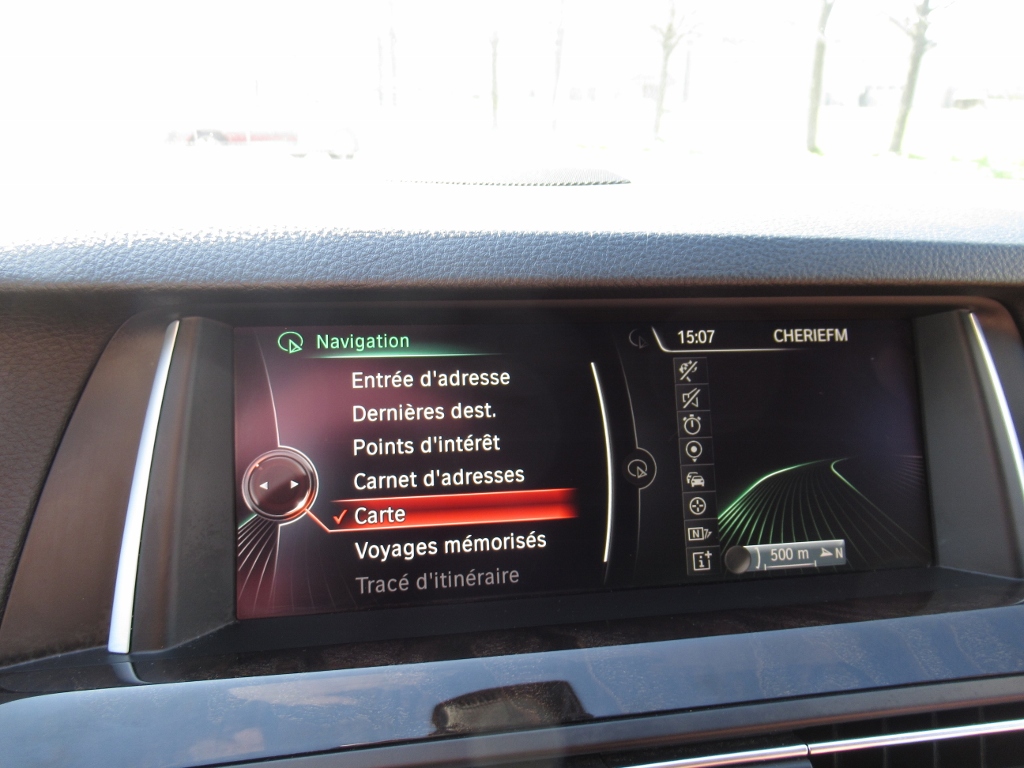 Navigation
Entrée d'adresse
Dernières dest.
Points d'intérêt
Carnet d'adresses
Carte
Voyages mémorisés
Tracé d'itinéraire
15:07 CHERIEFM
N
i+
500 m N